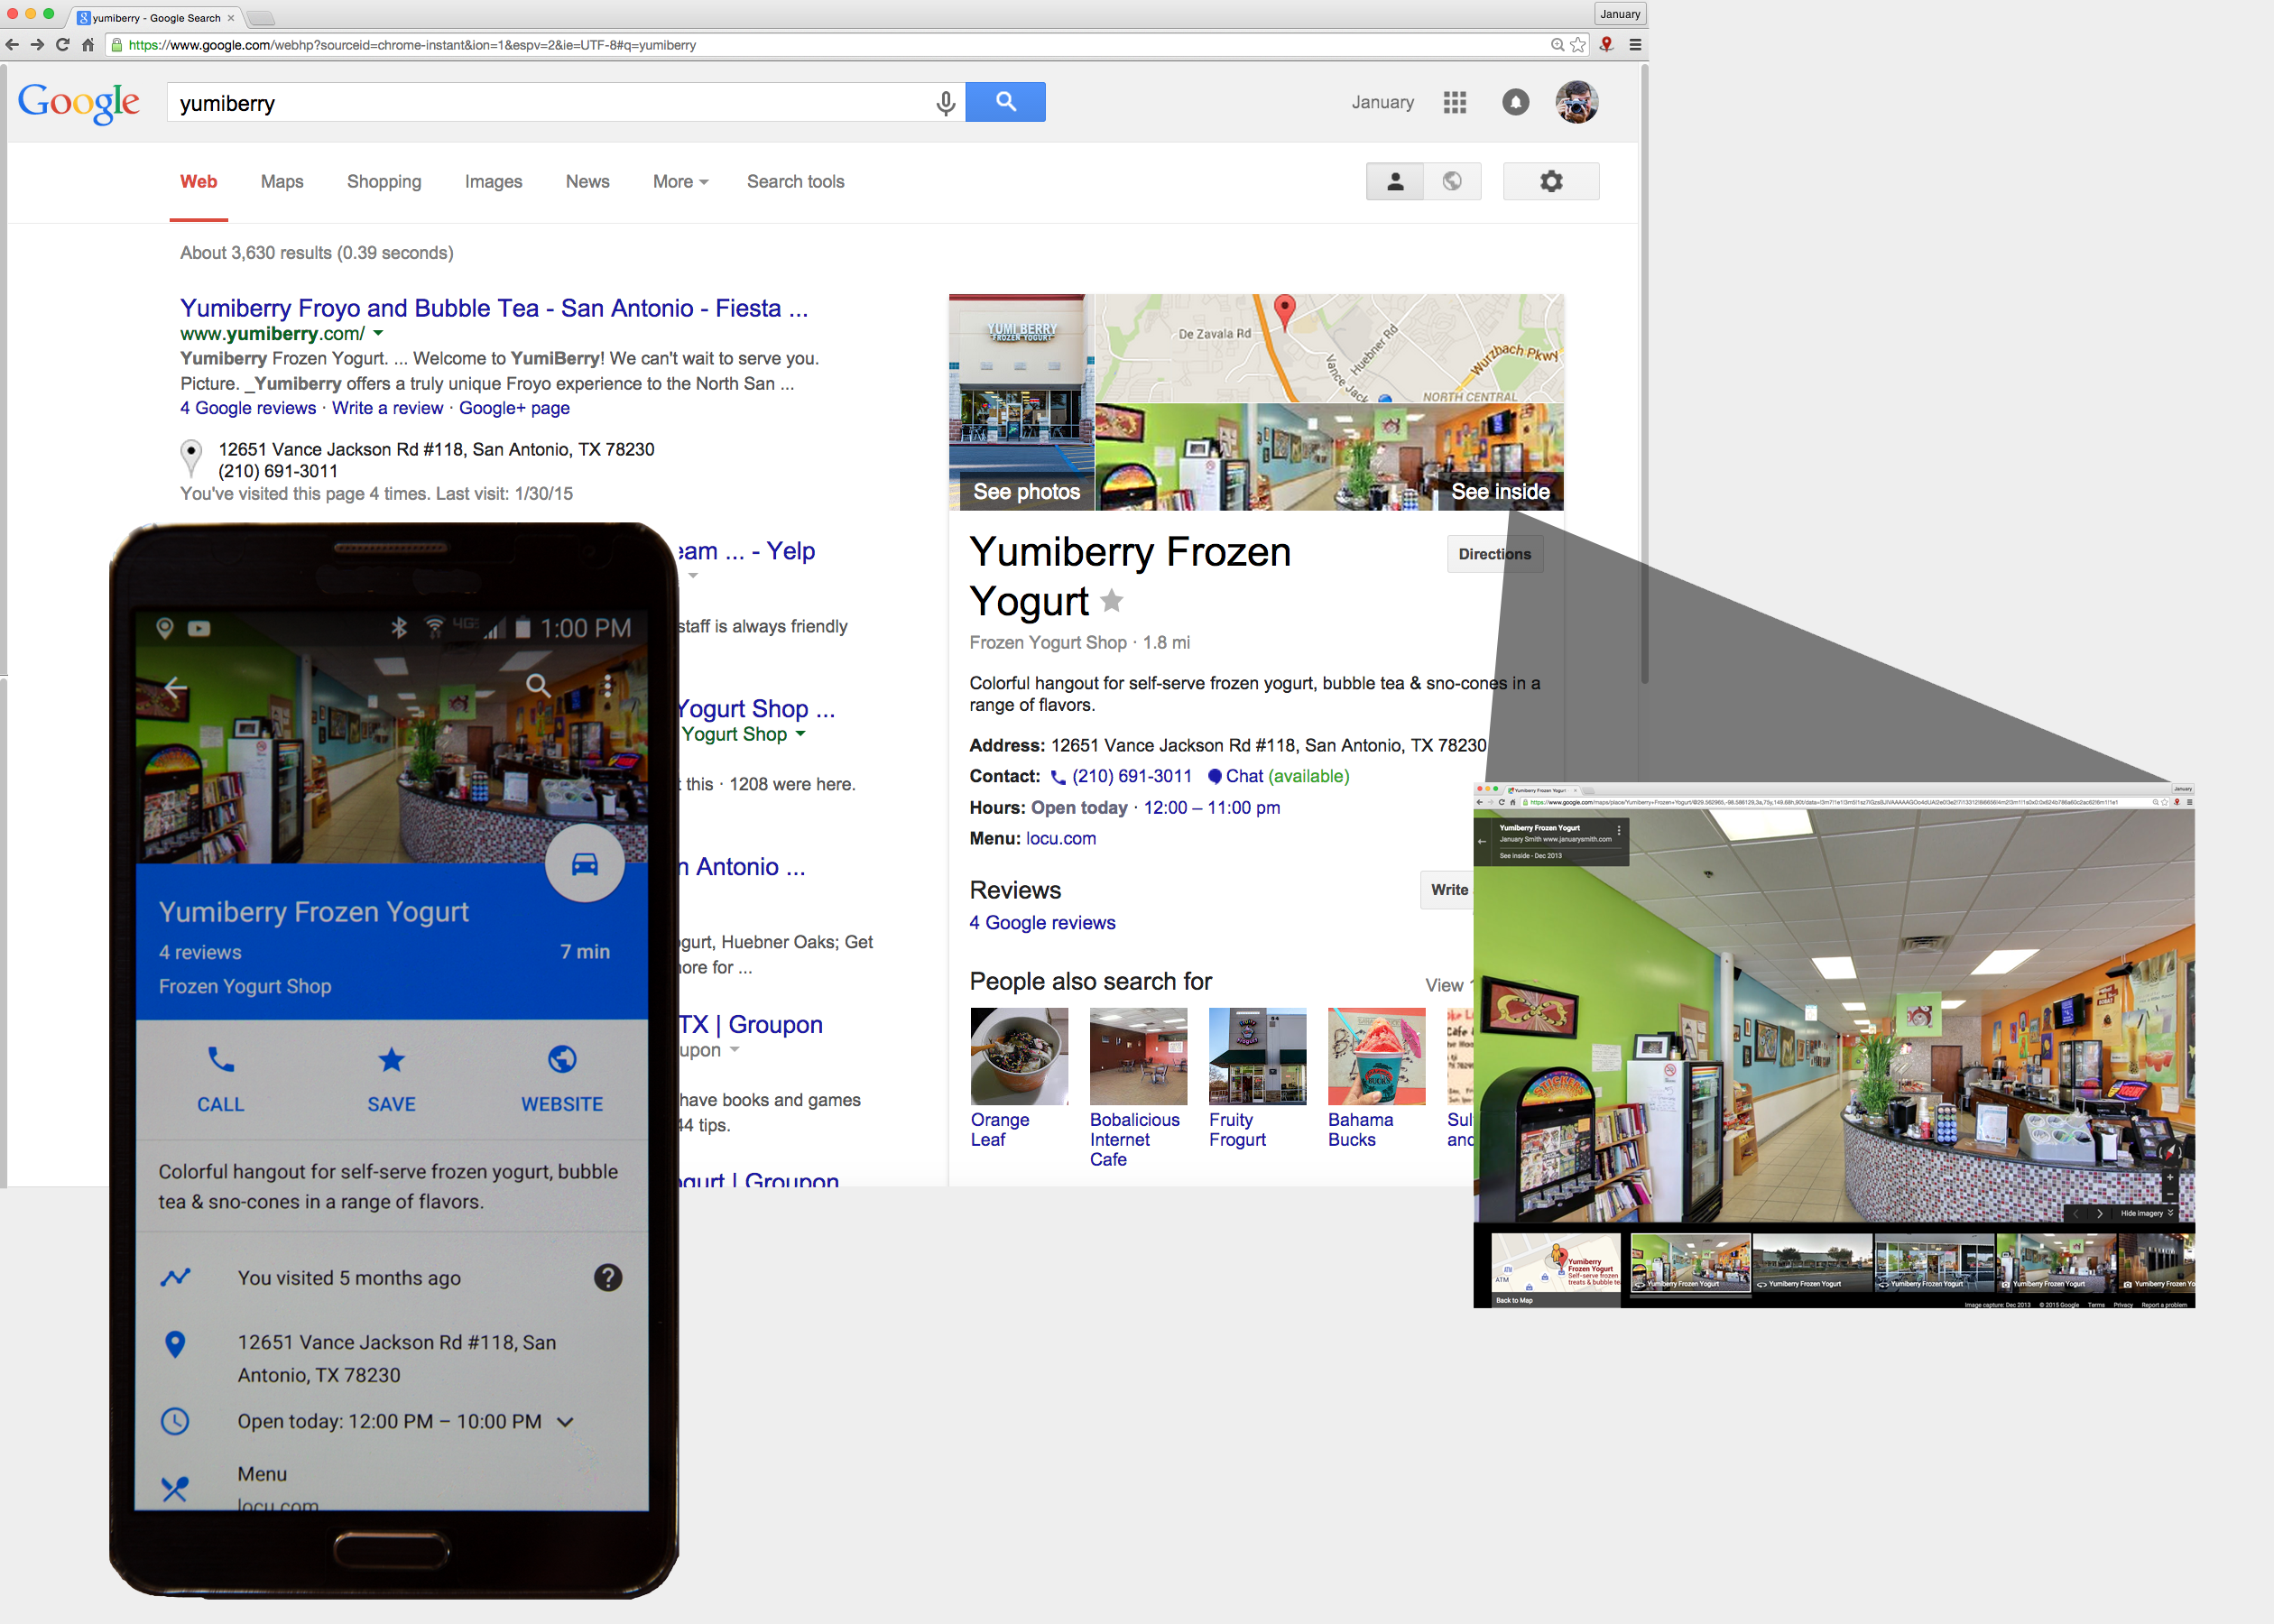 yumiberry - Google Search
January
https://www.google.com/webhp?sourceid=chrome-instant&ion=1&espv=2&ie=UTF-8#q=yumiberry
Google
yumiberry
January
Web Maps Shopping Images News More Search tools
About 3,630 results (0.39 seconds)
Yumiberry Froyo and Bubble Tea - San Antonio - Fiesta ...
www.yumiberry.com/
Yumiberry Frozen Yogurt. ... Welcome to YumiBerry! We can't wait to serve you.
Picture. _Yumiberry offers a truly unique Froyo experience to the North San ...
4 Google reviews · Write a review · Google+ page
12651 Vance Jackson Rd #118, San Antonio, TX 78230
(210) 691-3011
You've visited this page 4 times. Last visit: 1/30/15
eam ... - Yelp
staff is always friendly
Yogurt Shop ...
Yogurt Shop
t this · 1208 were here.
n Antonio ...
gurt, Huebner Oaks; Get
ore for ...
TX | Groupon
upon
have books and games
44 tips.
ogurt | Groupon
YUMI BERRY
FROZEN YOGURT
See photos
De Zavala Rd
Huebner Rd
Vance Jack
Wurzbach Pkwy
NORTH CENTRAL
See inside
Yumiberry Frozen
Yogurt
Directions
Frozen Yogurt Shop · 1.8 mi
Colorful hangout for self-serve frozen yogurt, bubble tea & sno-cones in a
range of flavors.
Address: 12651 Vance Jackson Rd #118, San Antonio, TX 78230
Contact: (210) 691-3011 Chat (available)
Hours: Open today · 12:00 – 11:00 pm
Menu: locu.com
Reviews
Write
4 Google reviews
People also search for
View 1
Orange
Leaf
Bobalicious
Internet
Cafe
Fruity
Frogurt
Bahama
Bucks
Sul
and
1:00 PM
Yumiberry Frozen Yogurt
4 reviews
7 min
Frozen Yogurt Shop
CALL SAVE WEBSITE
Colorful hangout for self-serve frozen yogurt, bubble
tea & sno-cones in a range of flavors.
You visited 5 months ago
12651 Vance Jackson Rd #118, San
Antonio, TX 78230
Open today: 12:00 PM – 10:00 PM
Menu
locu.com
Yumiberry Frozen Yogurt
January
Yumiberry Frozen Yogurt
January Smith www.januarysmith.com
See inside - Dec 2013
STICKERS
Hide imagery
Yumiberry
Frozen Yogurt
Self-serve frozen
treats & bubble te
ATM
Back to Map
Yumiberry Frozen Yogurt
Yumiberry Frozen Yogurt
Yumiberry Frozen Yogurt
Yumiberry Frozen Yogurt
Yumiberry Frozen Yo
Image capture: Dec 2013 © 2015 Google Terms Privacy Report a problem